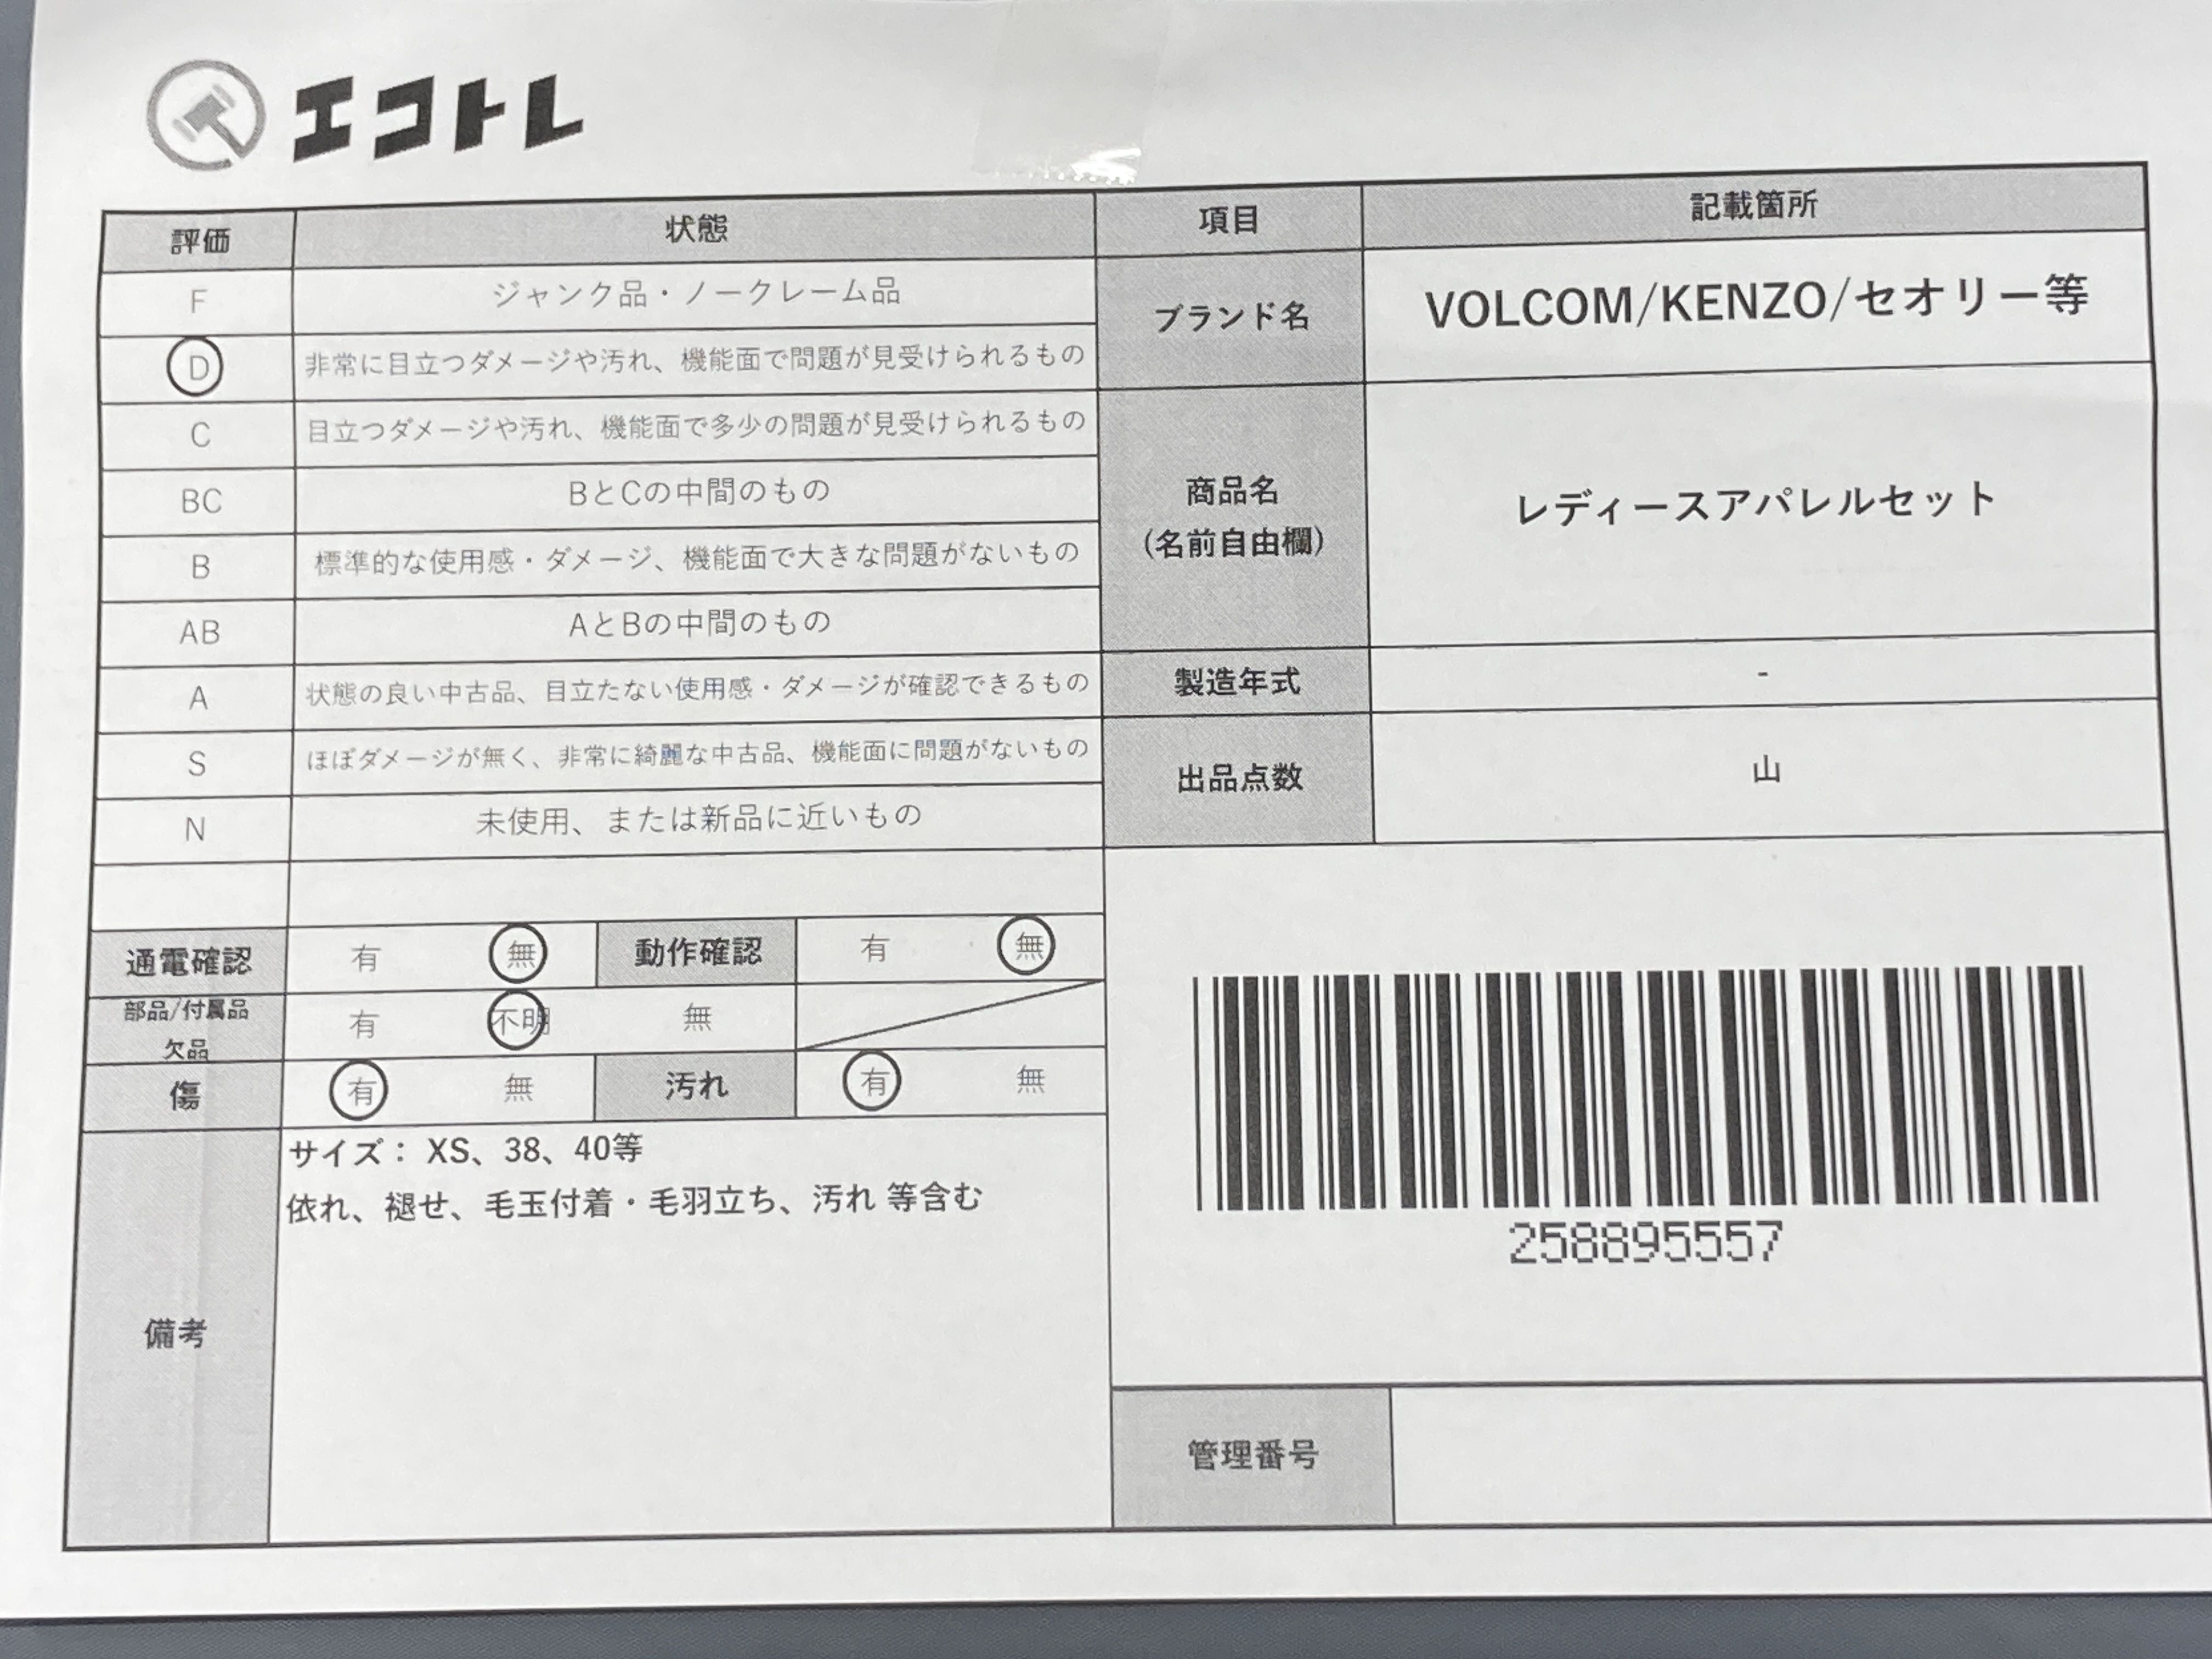 エコトレ
評価 状態 項目 記載箇所
F ジャンク品・ノークレーム品
D 非常に目立つダメージや汚れ、機能面で問題が見受けられるもの
C 目立つダメージや汚れ、機能面で多少の問題が見受けられるもの
BC BとCの中間のもの
B 標準的な使用感・ダメージ、機能面で大きな問題がないもの
AB AとBの中間のもの
A 状態の良い中古品、目立たない使用感・ダメージが確認できるもの
S ほぼダメージが無く、非常に綺麗な中古品、機能面に問題がないもの
N 未使用、または新品に近いもの
ブランド名 VOLCOM/KENZO/セオリー等
商品名
(名前自由欄)
レディースアパレルセット
製造年式 -
出品点数 山
通電確認 有 無 動作確認 有 無
部品/付属品
欠品
有 不明 無
傷 有 無 汚れ 有 無
備考
サイズ： XS、38、40等
依れ、褪せ、毛玉付着・毛羽立ち、汚れ 等含む
258895557
管理番号